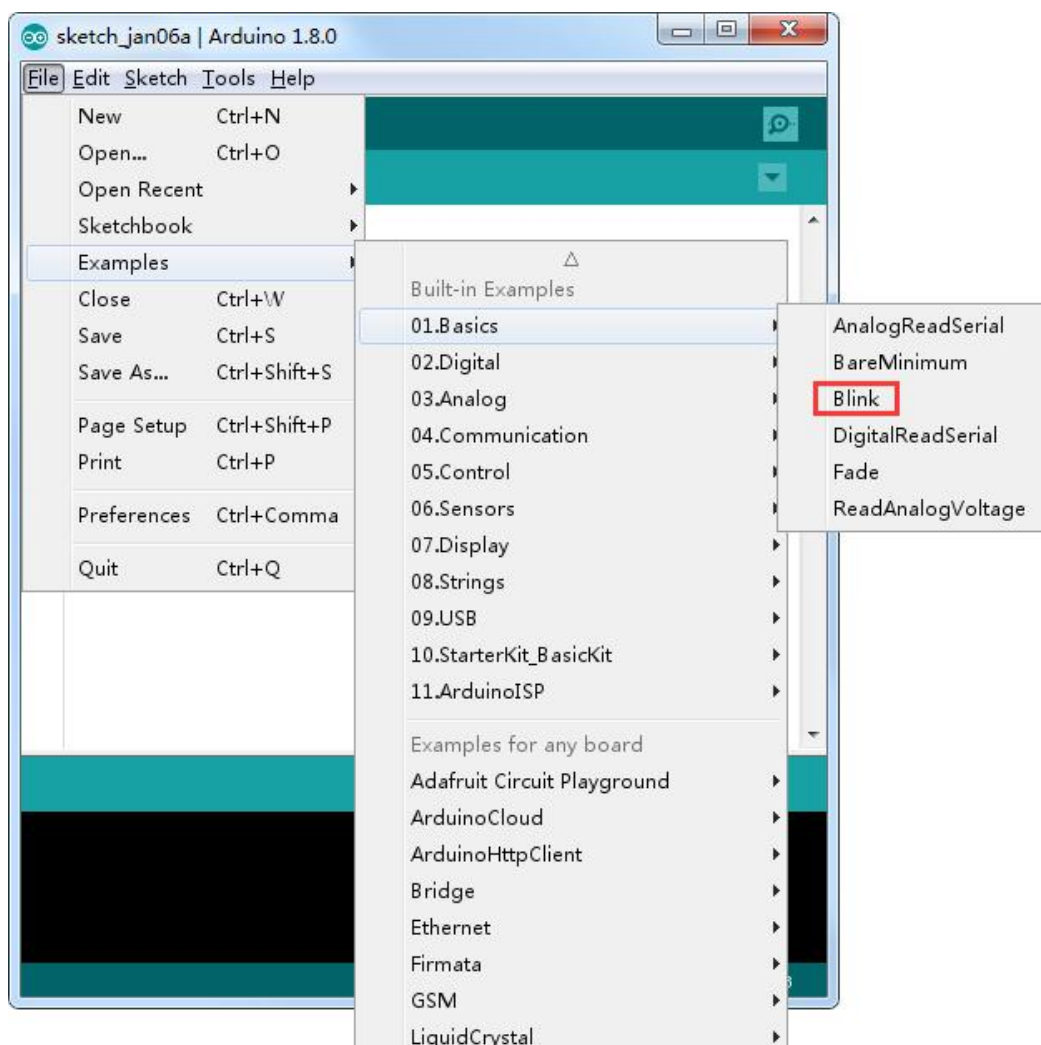 sketch_jan06a | Arduino 1.8.0
File Edit Sketch Tools Help
New Ctrl+N
Open... Ctrl+O
Open Recent
Sketchbook
Examples
Close Ctrl+W
Save Ctrl+S
Save As... Ctrl+Shift+S
Page Setup Ctrl+Shift+P
Print Ctrl+P
Preferences Ctrl+Comma
Quit Ctrl+Q
Built-in Examples
01.Basics
02.Digital
03.Analog
04.Communication
05.Control
06.Sensors
07.Display
08.Strings
09.USB
10.StarterKit_BasicKit
11.ArduinoISP
Examples for any board
Adafruit Circuit Playground
ArduinoCloud
ArduinoHttpClient
Bridge
Ethernet
Firmata
GSM
LiquidCrystal
AnalogReadSerial
BareMinimum
Blink
DigitalReadSerial
Fade
ReadAnalogVoltage